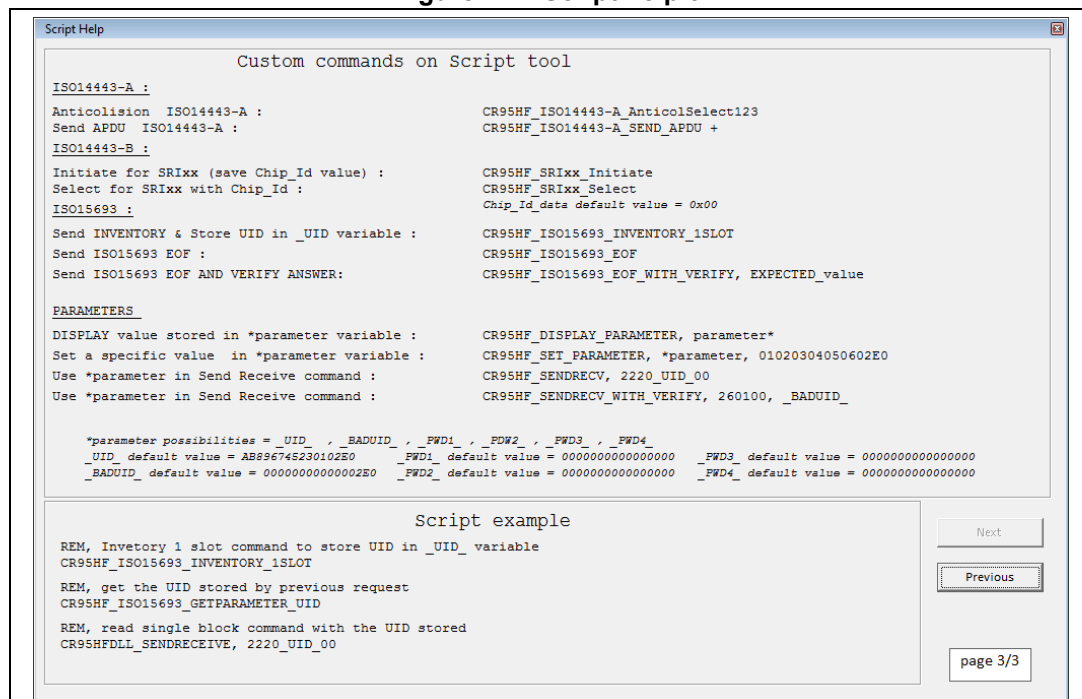 Script Help
Custom commands on Script tool
ISO14443-A :
Anticolision ISO14443-A : CR95HF_ISO14443-A_AnticolSelect123
Send APDU ISO14443-A : CR95HF_ISO14443-A_SEND_APDU +
ISO14443-B :
Initiate for SRIxx (save Chip_Id value) : CR95HF_SRIxx_Initiate
Select for SRIxx with Chip_Id : CR95HF_SRIxx_Select
Chip_Id_data default value = 0x00
ISO15693 :
Send INVENTORY & Store UID in _UID variable : CR95HF_ISO15693_INVENTORY_1SLOT
Send ISO15693 EOF : CR95HF_ISO15693_EOF
Send ISO15693 EOF AND VERIFY ANSWER: CR95HF_ISO15693_EOF_WITH_VERIFY, EXPECTED_value
PARAMETERS
DISPLAY value stored in *parameter variable : CR95HF_DISPLAY_PARAMETER, parameter*
Set a specific value in *parameter variable : CR95HF_SET_PARAMETER, *parameter, 01020304050602E0
Use *parameter in Send Receive command : CR95HF_SENDRECV, 2220_UID_00
Use *parameter in Send Receive command : CR95HF_SENDRECV_WITH_VERIFY, 260100, _BADUID_
*parameter possibilities = _UID_ , _BADUID_ , _PWD1_ , _PDW2_ , _PWD3_ , _PWD4_
_UID_ default value = AB896745230102E0 _PWD1_ default value = 0000000000000000 _PWD3_ default value = 0000000000000000
_BADUID_ default value = 00000000000002E0 _PWD2_ default value = 0000000000000000 _PWD4_ default value = 0000000000000000
Script example
REM, Invetory 1 slot command to store UID in _UID_ variable
CR95HF_ISO15693_INVENTORY_1SLOT
REM, get the UID stored by previous request
CR95HF_ISO15693_GETPARAMETER_UID
REM, read single block command with the UID stored
CR95HFDLL_SENDRECEIVE, 2220_UID_00
Next
Previous
page 3/3